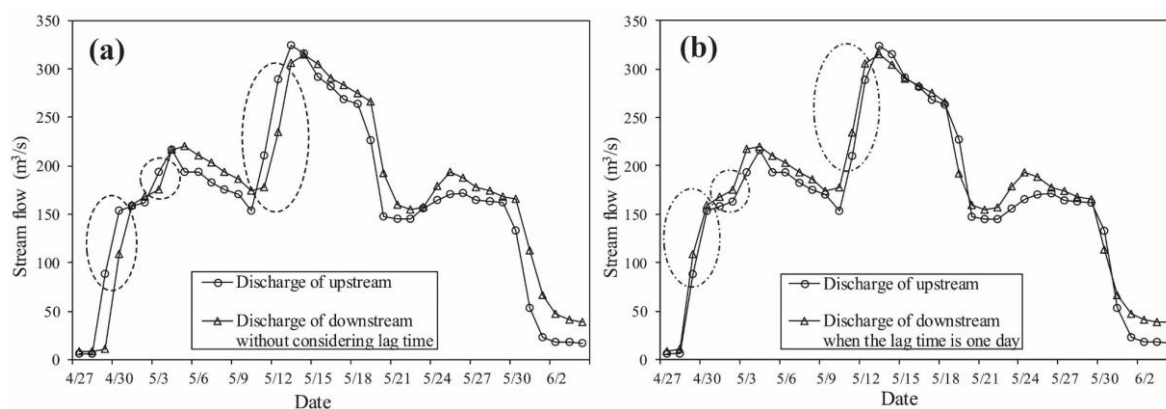 (a)
350
300
250
200
150
100
50
0
Stream flow (m³/s)
Discharge of upstream
Discharge of downstream
without considering lag time
4/27 4/30 5/3 5/6 5/9 5/12 5/15 5/18 5/21 5/24 5/27 5/30 6/2
Date
(b)
350
300
250
200
150
100
50
0
Stream flow (m³/s)
Discharge of upstream
Discharge of downstream
when the lag time is one day
4/27 4/30 5/3 5/6 5/9 5/12 5/15 5/18 5/21 5/24 5/27 5/30 6/2
Date